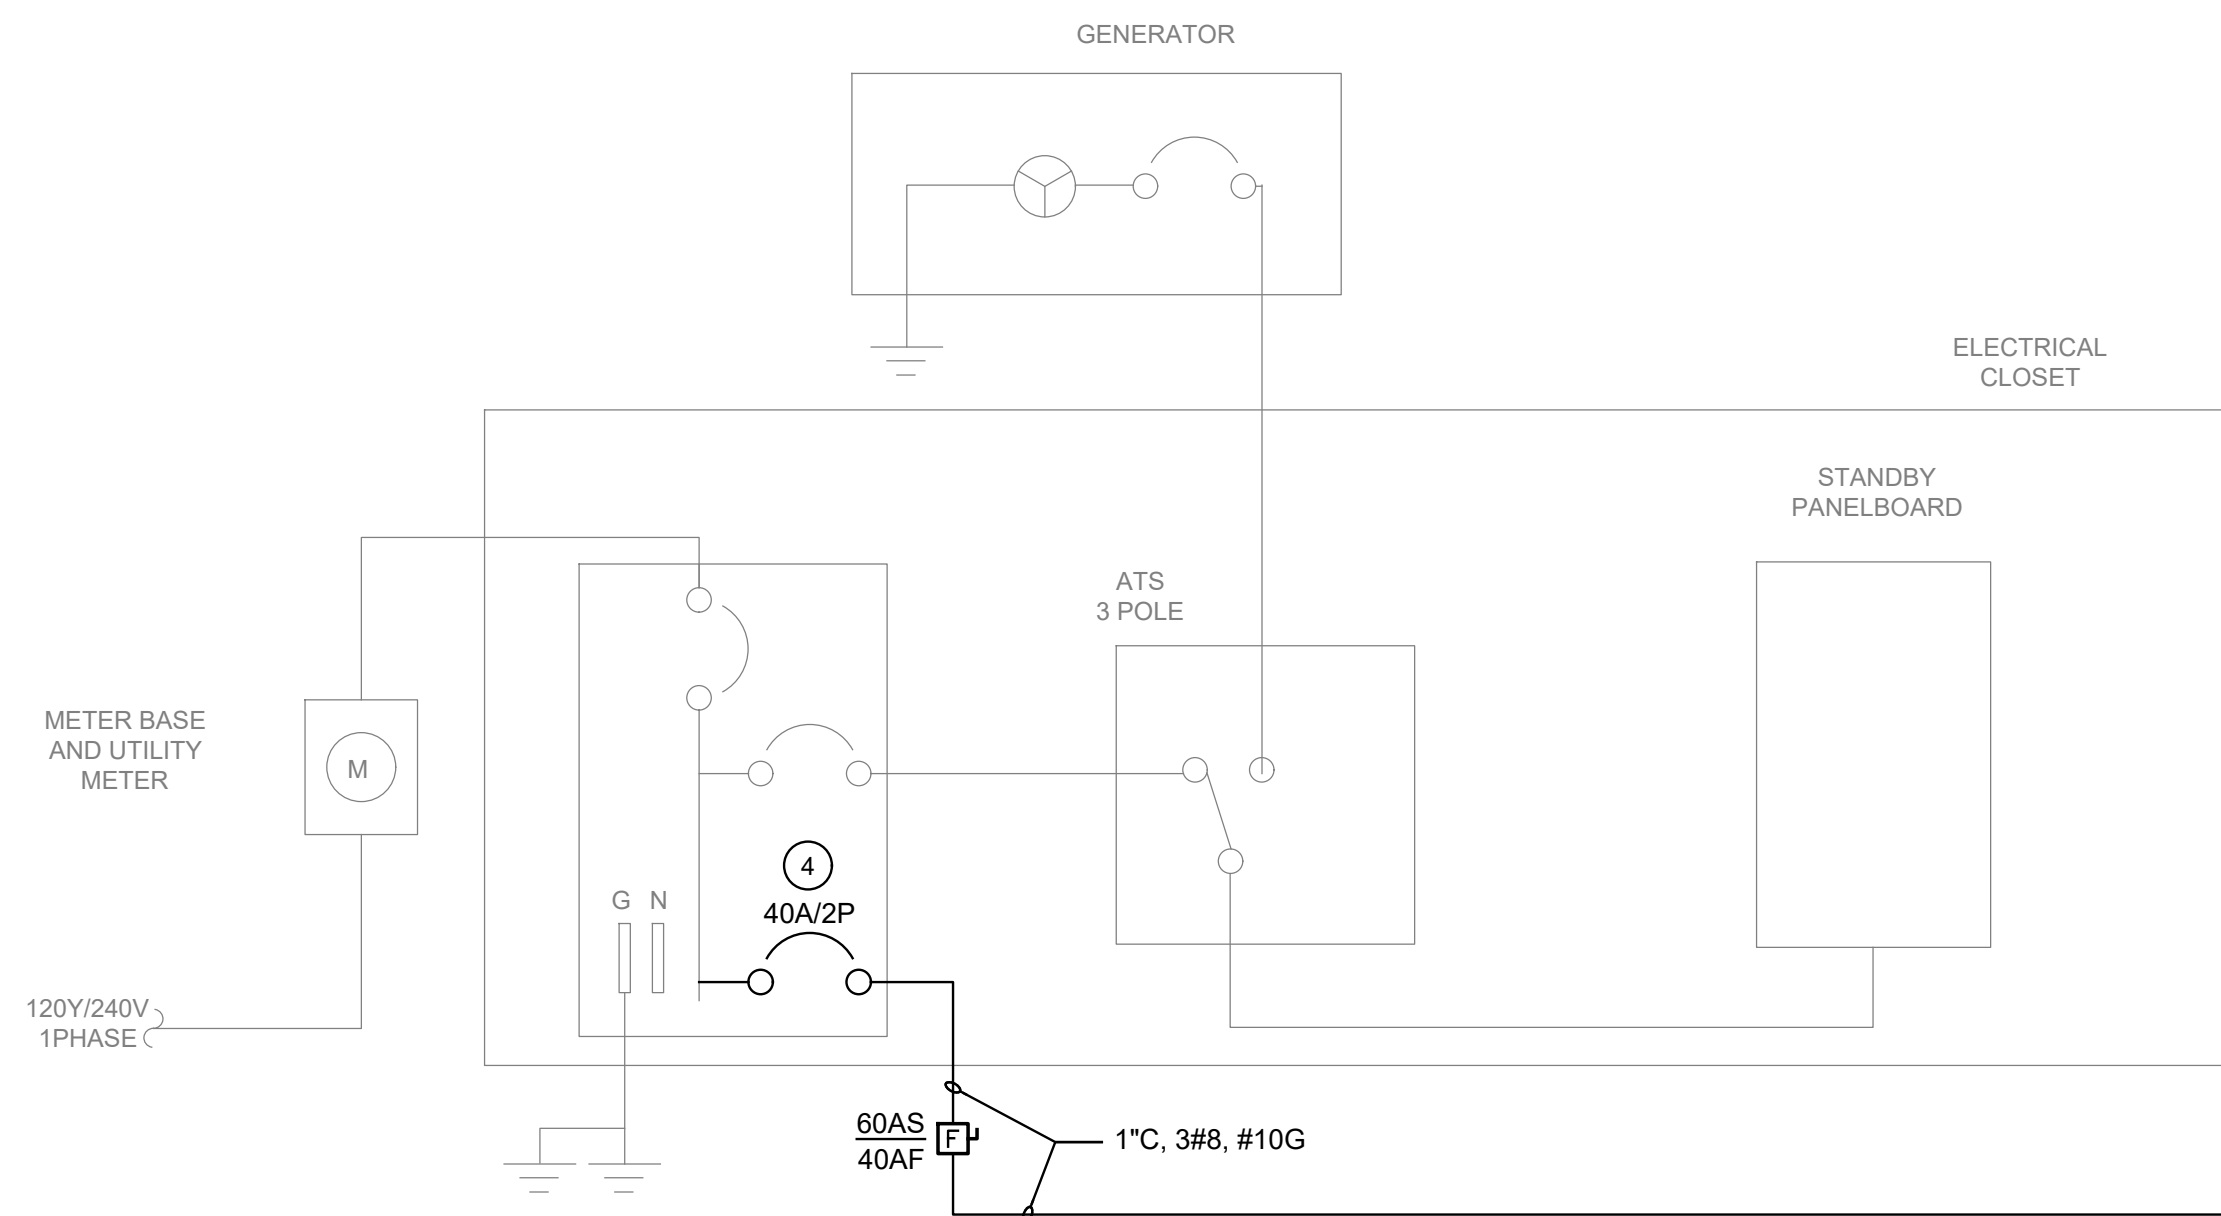 GENERATOR
ELECTRICAL
CLOSET
STANDBY
PANELBOARD
ATS
3 POLE
METER BASE
AND UTILITY
METER
M
4
G N
40A/2P
120Y/240V
1PHASE
60AS
40AF
F
1"C, 3#8, #10G